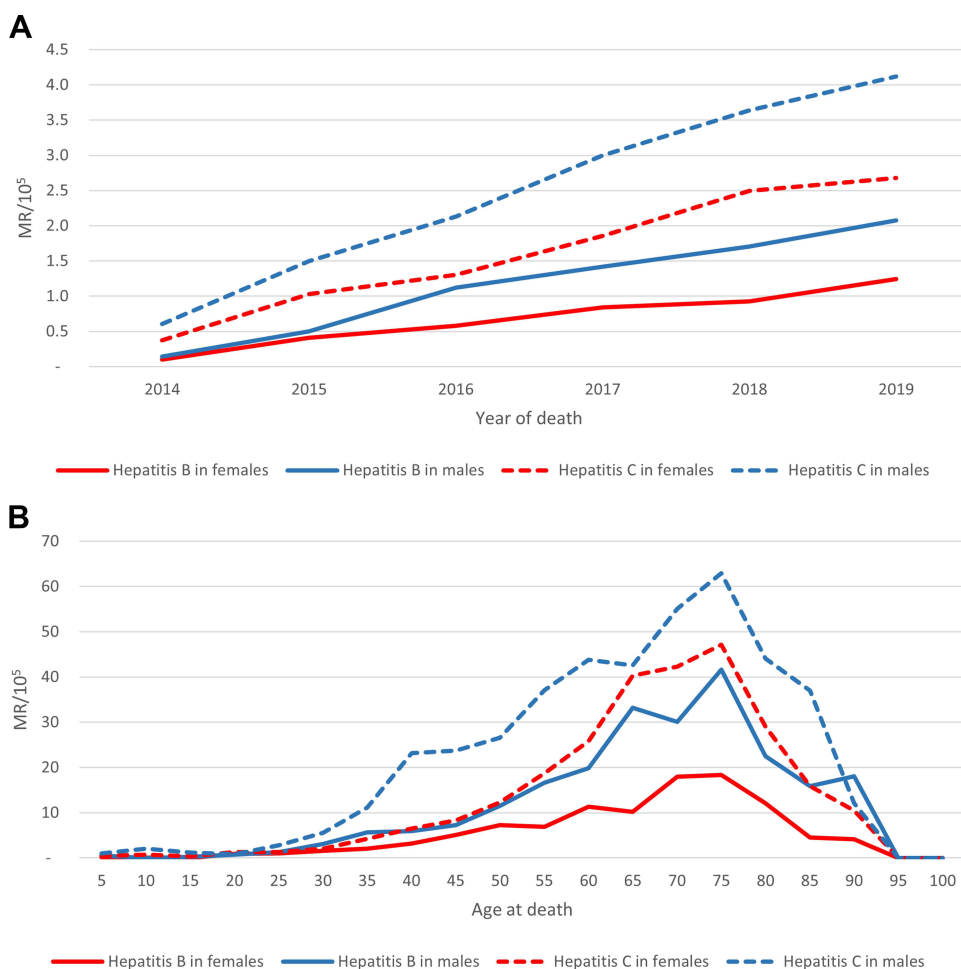 A
4.5
4.0
3.5
3.0
2.5
2.0
1.5
1.0
0.5
-
MR/10⁵
2014 2015 2016 2017 2018 2019
Year of death
Hepatitis B in females Hepatitis B in males Hepatitis C in females Hepatitis C in males
B
70
60
50
40
30
20
10
-
MR/10⁵
5 10 15 20 25 30 35 40 45 50 55 60 65 70 75 80 85 90 95 100
Age at death
Hepatitis B in females Hepatitis B in males Hepatitis C in females Hepatitis C in males